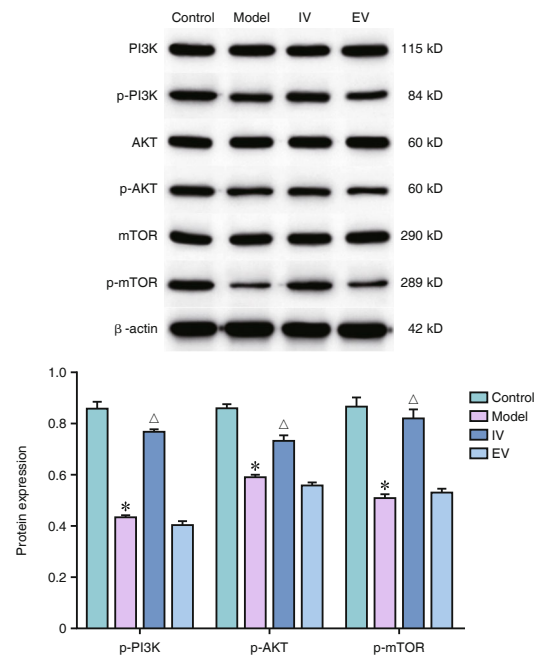 Control Model IV EV
PI3K 115 kD
p-PI3K 84 kD
AKT 60 kD
p-AKT 60 kD
mTOR 290 kD
p-mTOR 289 kD
β-actin 42 kD
Protein expression
1.0
0.8
0.6
0.4
0.2
0
* △
* △
* △
p-PI3K p-AKT p-mTOR
Control
Model
IV
EV